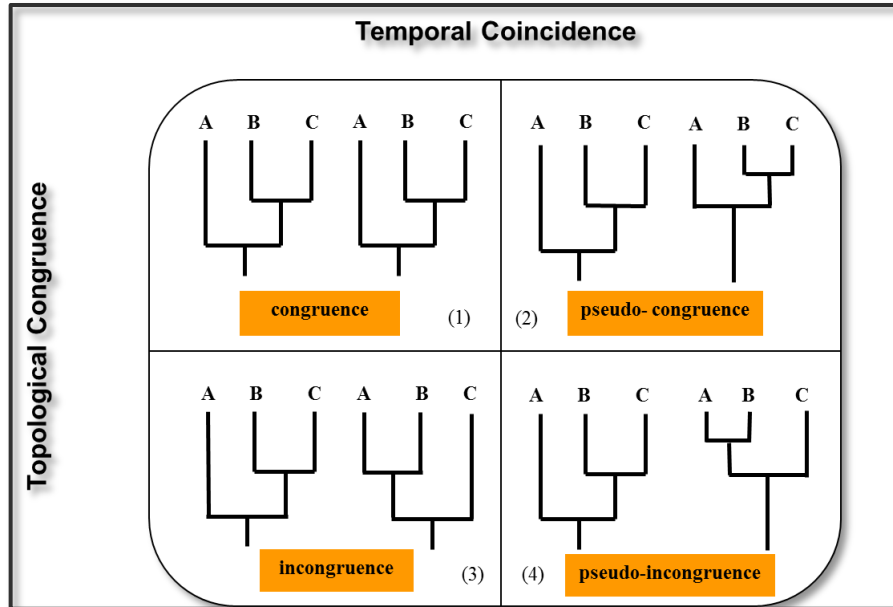 Temporal Coincidence
Topological Congruence
A B C A B C
congruence
(1)
A B C A B C
(2)
pseudo- congruence
A B C A B C
incongruence
(3)
A B C A B C
(4)
pseudo-incongruence